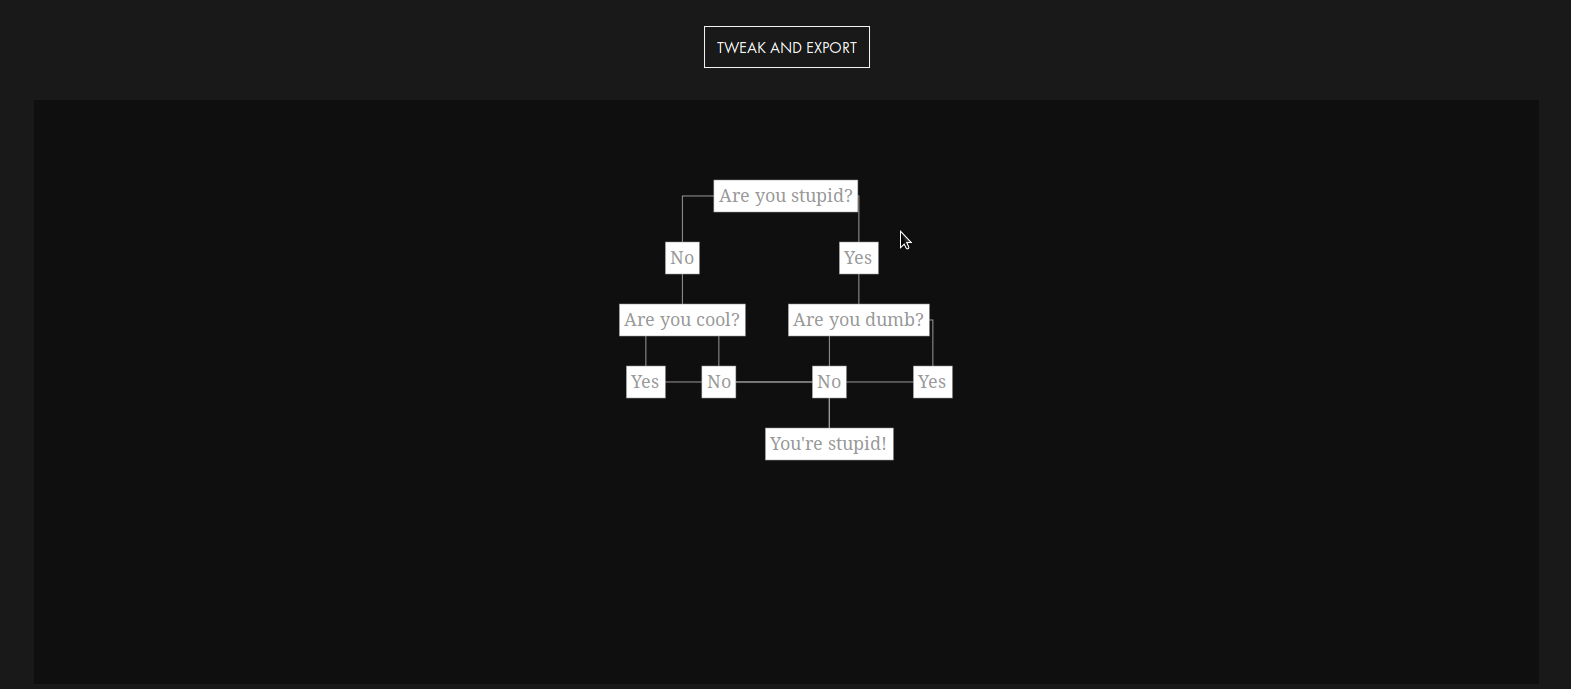 TWEAK AND EXPORT
Are you stupid?
No
Yes
Are you cool?
Are you dumb?
Yes
No
No
Yes
You're stupid!